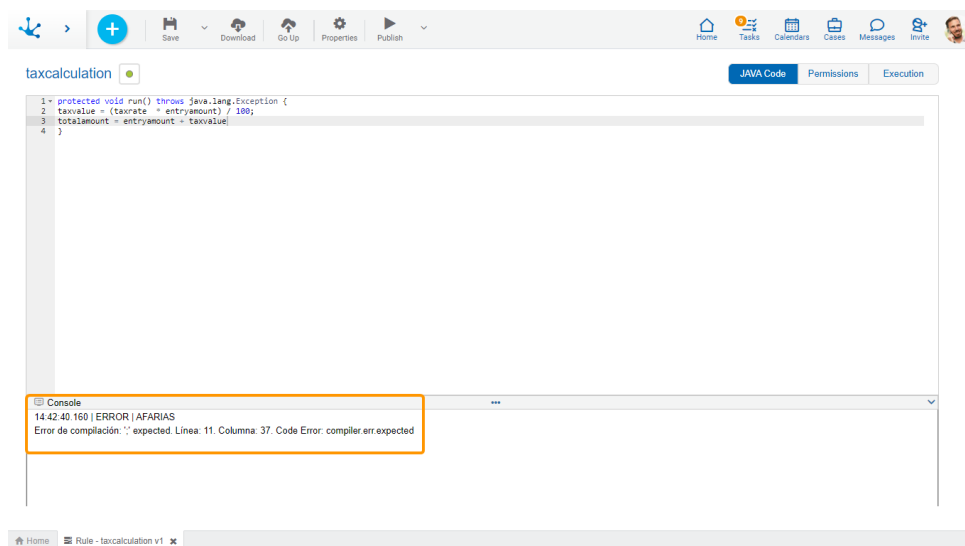 Save
Download
Go Up
Properties
Publish
Home
9
Tasks
Calendars
Cases
Messages
Invite
taxcalculation
JAVA Code
Permissions
Execution
1 protected void run() throws java.lang.Exception {
2 taxvalue = (taxrate * entryamount) / 100;
3 totalamount = entryamount + taxvalue
4 }
Console
14:42:40.160 | ERROR | AFARIAS
Error de compilación: ';' expected. Línea: 11. Columna: 37. Code Error: compiler.err.expected
Home
Rule - taxcalculation v1